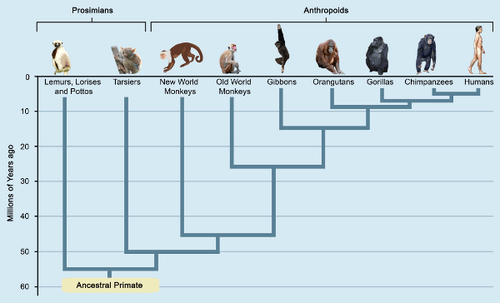 Prosimians
Anthropoids
Lemurs, Lorises
and Pottos
Tarsiers
New World
Monkeys
Old World
Monkeys
Gibbons
Orangutans
Gorillas
Chimpanzees
Humans
Millions of Years ago
0
10
20
30
40
50
60
Ancestral Primate